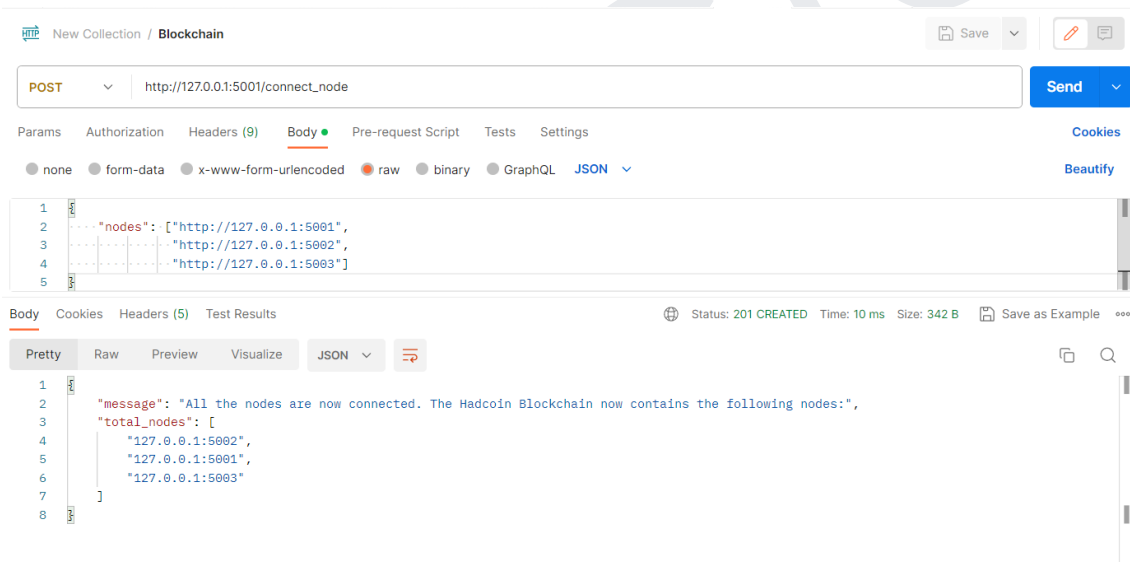 HTTP New Collection / Blockchain Save
POST http://127.0.0.1:5001/connect_node Send
Params Authorization Headers (9) Body Pre-request Script Tests Settings Cookies
none form-data x-www-form-urlencoded raw binary GraphQL JSON Beautify
1 {
2 "nodes": ["http://127.0.0.1:5001",
3 "http://127.0.0.1:5002",
4 "http://127.0.0.1:5003"]
5 }
Body Cookies Headers (5) Test Results Status: 201 CREATED Time: 10 ms Size: 342 B Save as Example
Pretty Raw Preview Visualize JSON
1 {
2 "message": "All the nodes are now connected. The Hadcoin Blockchain now contains the following nodes:",
3 "total_nodes": [
4 "127.0.0.1:5002",
5 "127.0.0.1:5001",
6 "127.0.0.1:5003"
7 ]
8 }